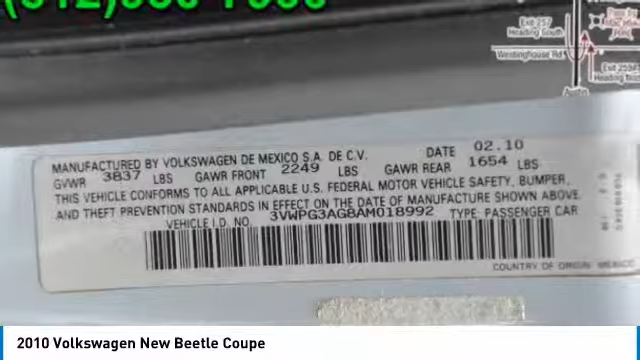 Exit 257
Heading South
Westinghouse Rd
Austin
MANUFACTURED BY VOLKSWAGEN DE MEXICO S.A. DE C.V. DATE 02.10
GVWR 3837 LBS GAWR FRONT 2249 LBS GAWR REAR 1654 LBS
THIS VEHICLE CONFORMS TO ALL APPLICABLE U.S. FEDERAL MOTOR VEHICLE SAFETY, BUMPER,
AND THEFT PREVENTION STANDARDS IN EFFECT ON THE DATE OF MANUFACTURE SHOWN ABOVE.
VEHICLE I.D. NO. 3VWPG3AG8AM018992 TYPE: PASSENGER CAR
COUNTRY OF ORIGIN: MEXICO
2010 Volkswagen New Beetle Coupe